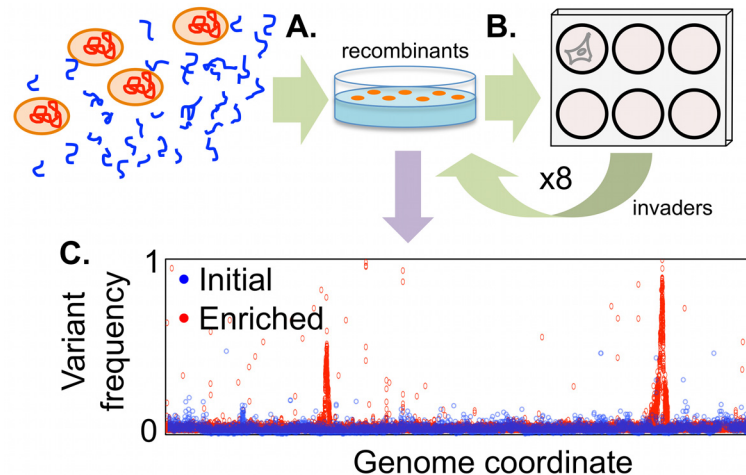 A.
recombinants
B.
x8
invaders
C.
1
Initial
Enriched
Variant
frequency
0
Genome coordinate